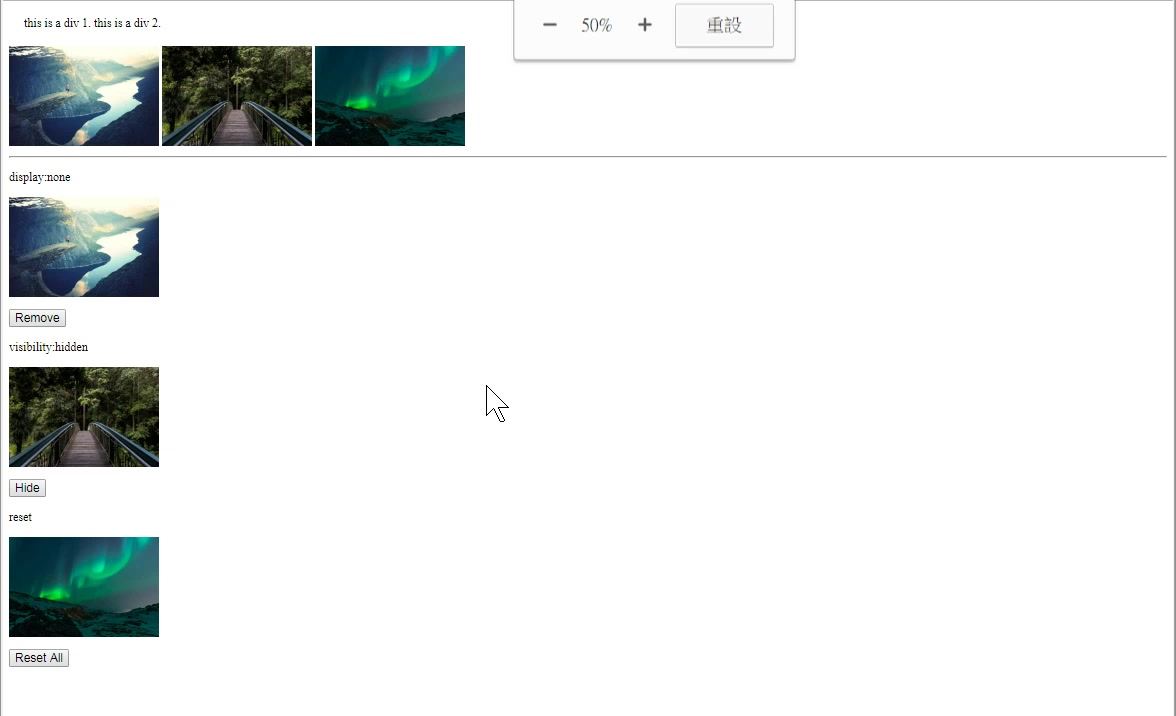 this is a div 1. this is a div 2.
− 50% + 重設
display:none
Remove
visibility:hidden
Hide
reset
Reset All